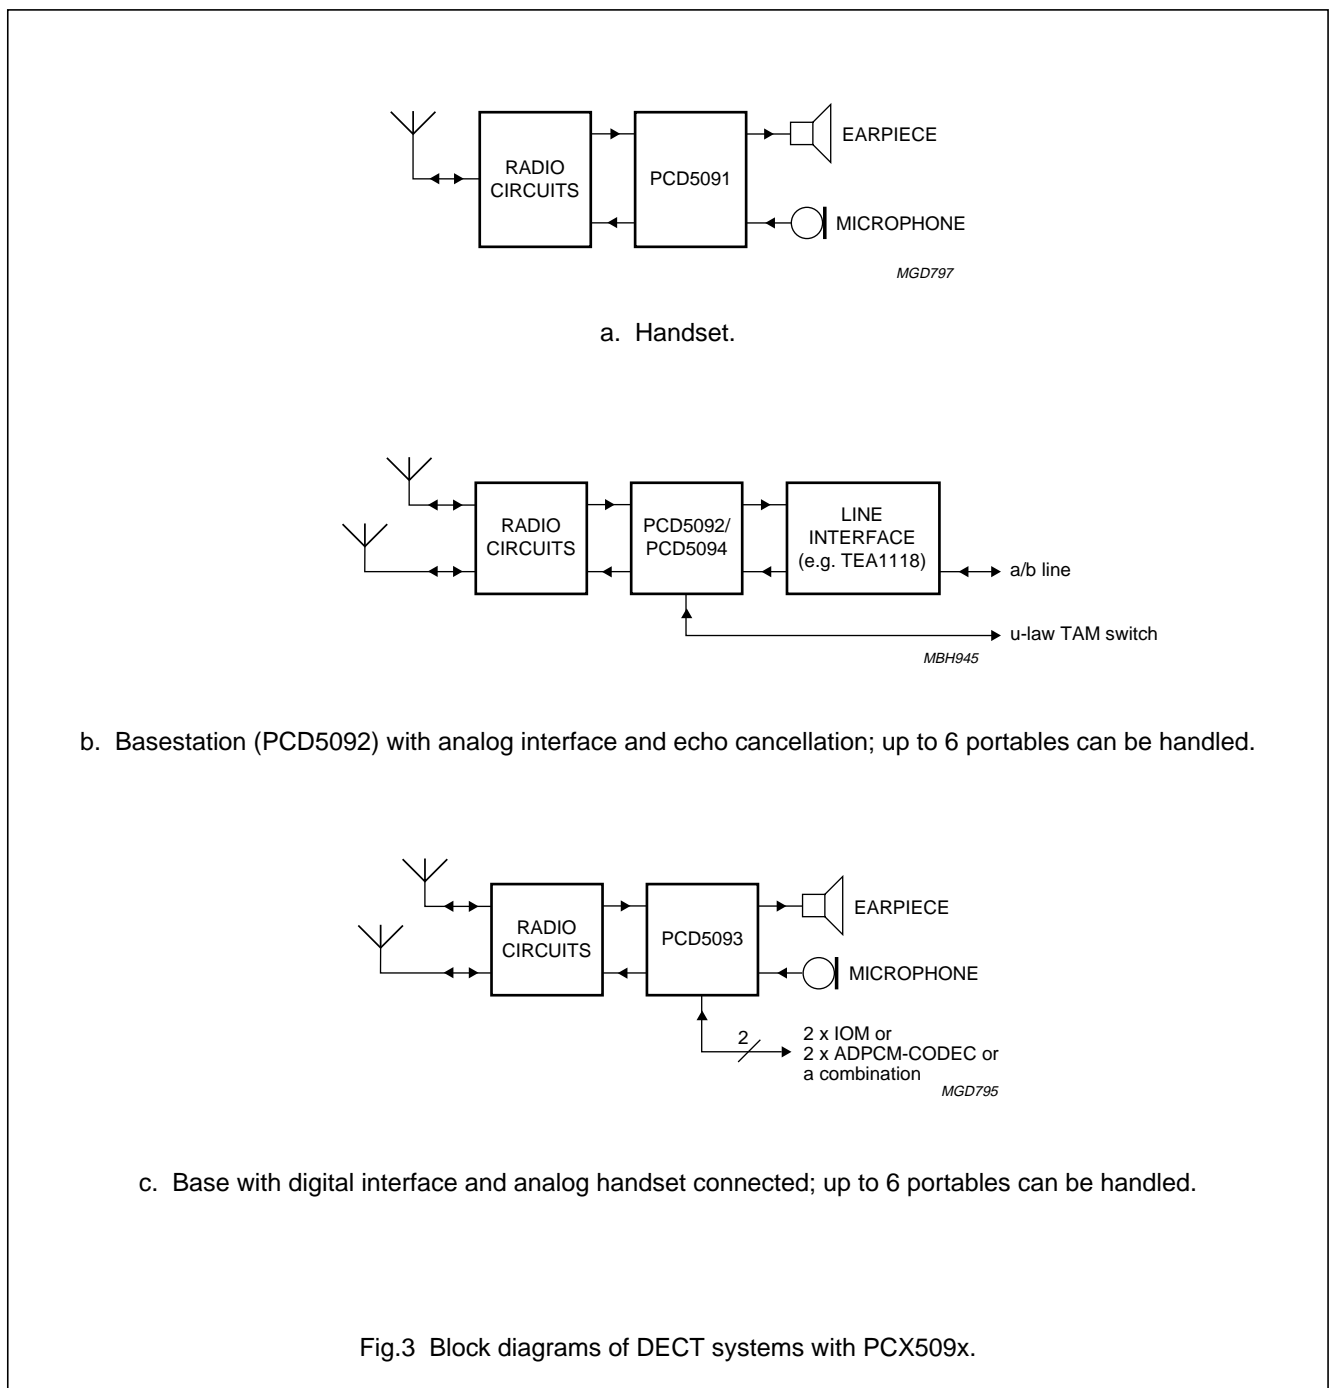 RADIO
CIRCUITS
PCD5091
EARPIECE
MICROPHONE
MGD797
a. Handset.
RADIO
CIRCUITS
PCD5092/
PCD5094
LINE
INTERFACE
(e.g. TEA1118)
a/b line
u-law TAM switch
MBH945
b. Basestation (PCD5092) with analog interface and echo cancellation; up to 6 portables can be handled.
RADIO
CIRCUITS
PCD5093
EARPIECE
MICROPHONE
2
2 x IOM or
2 x ADPCM-CODEC or
a combination
MGD795
c. Base with digital interface and analog handset connected; up to 6 portables can be handled.
Fig.3 Block diagrams of DECT systems with PCX509x.